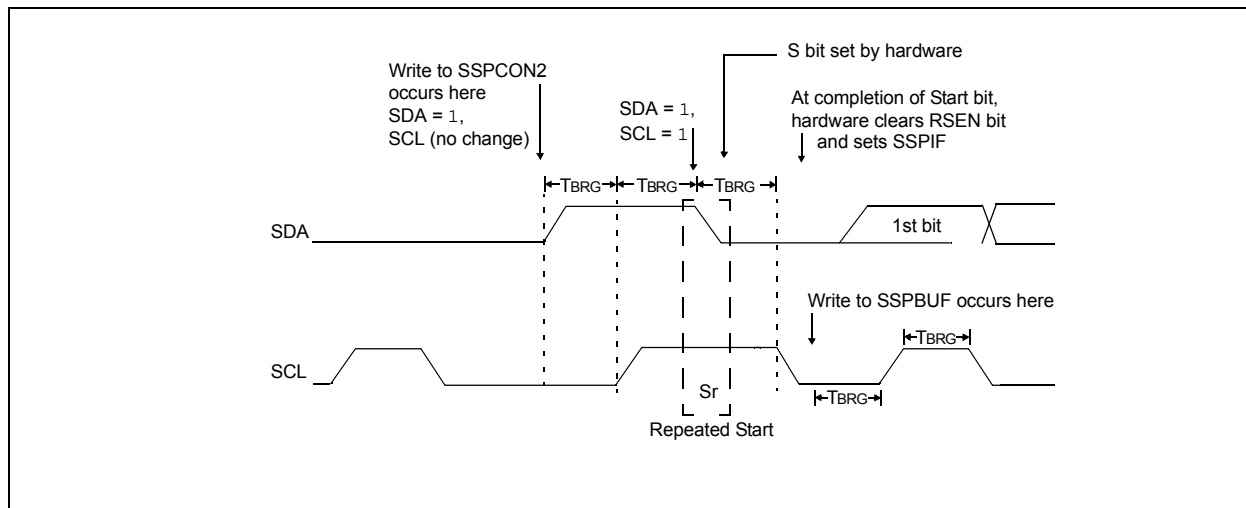 S bit set by hardware
Write to SSPCON2
occurs here
SDA = 1,
SCL (no change)
SDA = 1,
SCL = 1
At completion of Start bit,
hardware clears RSEN bit
and sets SSPIF
TBRG
TBRG
TBRG
SDA
1st bit
Write to SSPBUF occurs here
TBRG
SCL
Sr
TBRG
Repeated Start